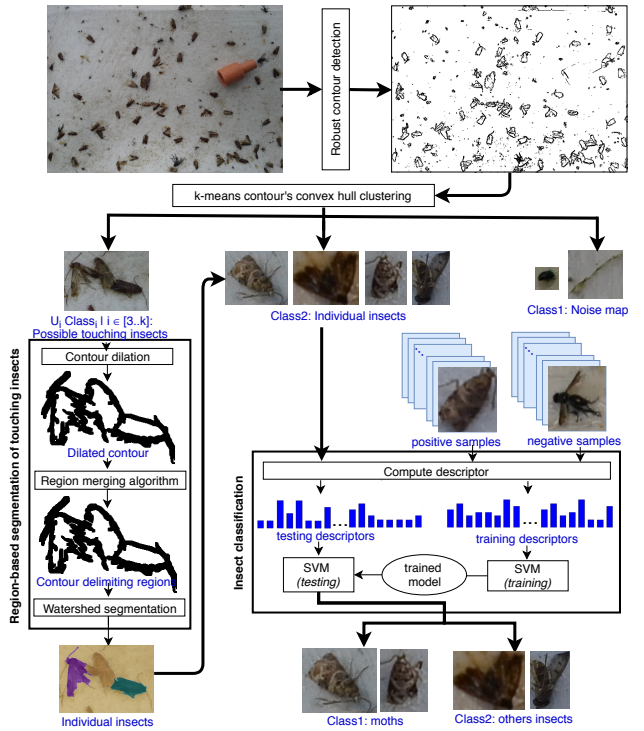 Robust contour detection
k-means contour's convex hull clustering
U_i Class_i | i ∈ [3..k]:
Possible touching insects
Class2: Individual insects
Class1: Noise map
Region-based segmentation of touching insects
Contour dilation
Dilated contour
Region merging algorithm
Contour delimiting region
Watershed segmentation
Individual insects
positive samples
negative samples
Insect classification
Compute descriptor
testing descriptors
training descriptors
SVM
(testing)
trained
model
SVM
(training)
Class1: moths
Class2: others insects